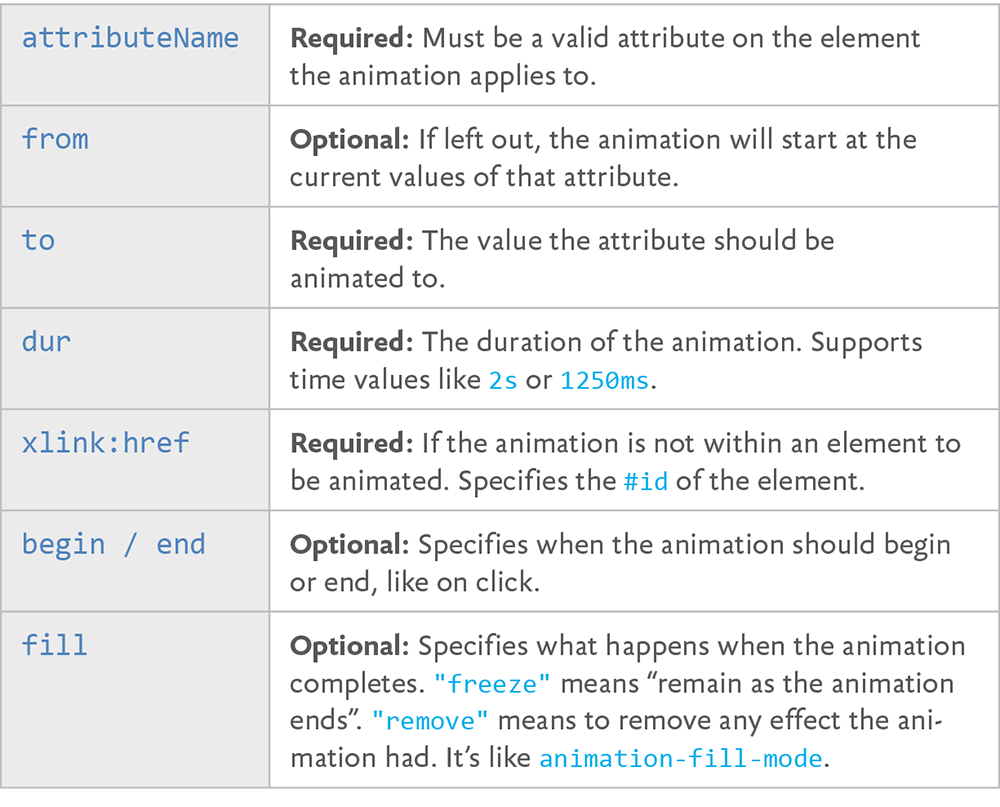 attributeName
Required: Must be a valid attribute on the element
the animation applies to.
from
Optional: If left out, the animation will start at the
current values of that attribute.
to
Required: The value the attribute should be
animated to.
dur
Required: The duration of the animation. Supports
time values like 2s or 1250ms.
xlink:href
Required: If the animation is not within an element to
be animated. Specifies the #id of the element.
begin / end
Optional: Specifies when the animation should begin
or end, like on click.
fill
Optional: Specifies what happens when the animation
completes. "freeze" means “remain as the animation
ends”. "remove" means to remove any effect the ani-
mation had. It’s like animation-fill-mode.